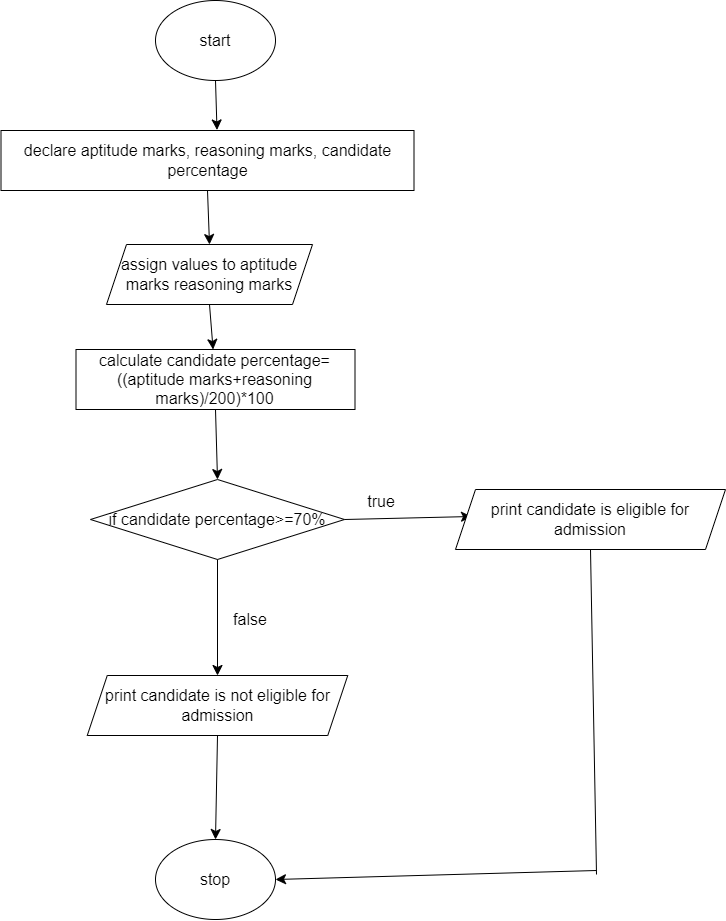 start
declare aptitude marks, reasoning marks, candidate
percentage
assign values to aptitude
marks reasoning marks
calculate candidate percentage=
((aptitude marks+reasoning
marks)/200)*100
if candidate percentage>=70%
true
print candidate is eligible for
admission
false
print candidate is not eligible for
admission
stop